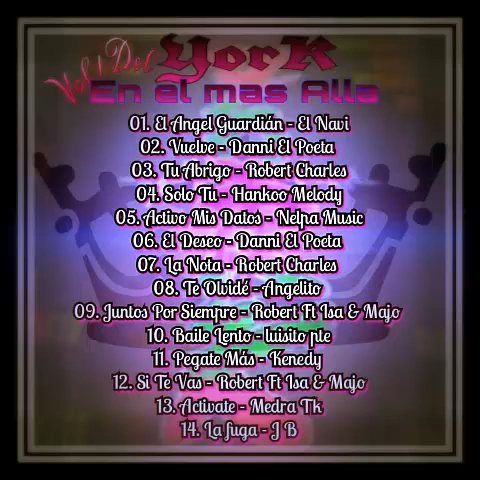 Vol 1 Del York
En el mas Alla
01. El Angel Guardián - El Navi
02. Vuelve - Danni El Poeta
03. Tu Abrigo - Robert Charles
04. Solo Tu - Hankoo Melody
05. Activo Mis Datos - Nelpa Music
06. El Deseo - Danni El Poeta
07. La Nota - Robert Charles
08. Te Olvidé - Angelito
09. Juntos Por Siempre - Robert Ft Isa & Majo
10. Baile Lento - luisito pte
11. Pegate Más - Kenedy
12. Si Te Vas - Robert Ft Isa & Majo
13. Activate - Medra Tk
14. La fuga - J B